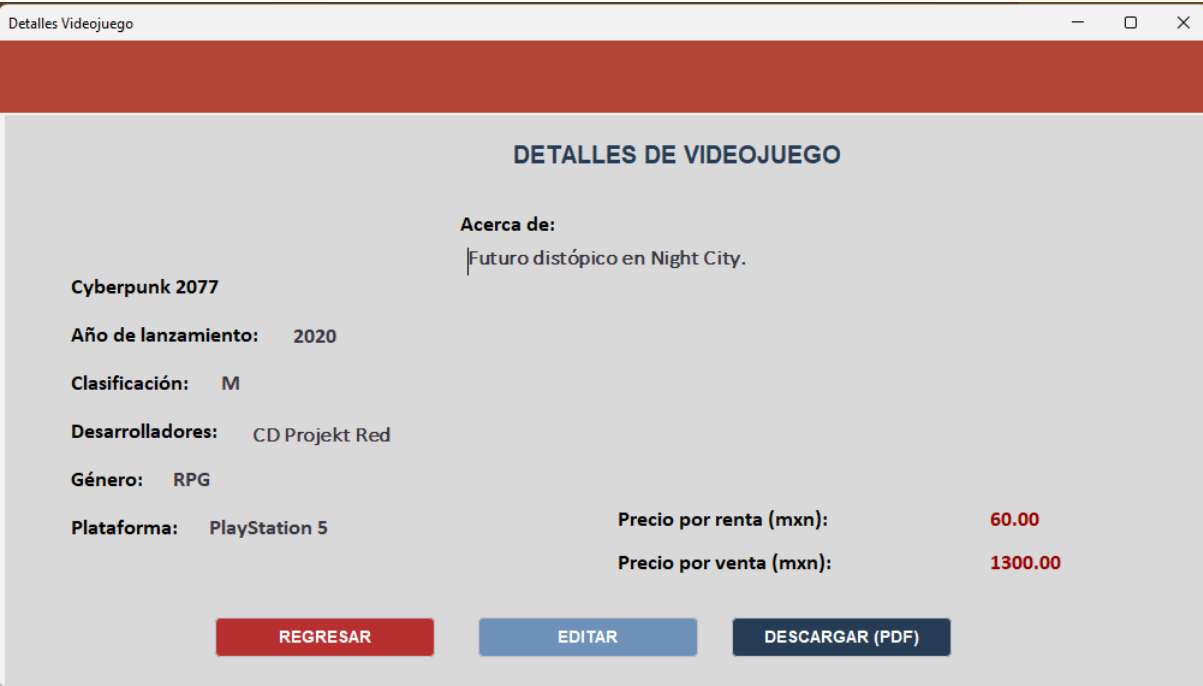 Detalles Videojuego
DETALLES DE VIDEOJUEGO
Acerca de:
Futuro distópico en Night City.
Cyberpunk 2077
Año de lanzamiento: 2020
Clasificación: M
Desarrolladores: CD Projekt Red
Género: RPG
Plataforma: PlayStation 5
Precio por renta (mxn): 60.00
Precio por venta (mxn): 1300.00
REGRESAR EDITAR DESCARGAR (PDF)